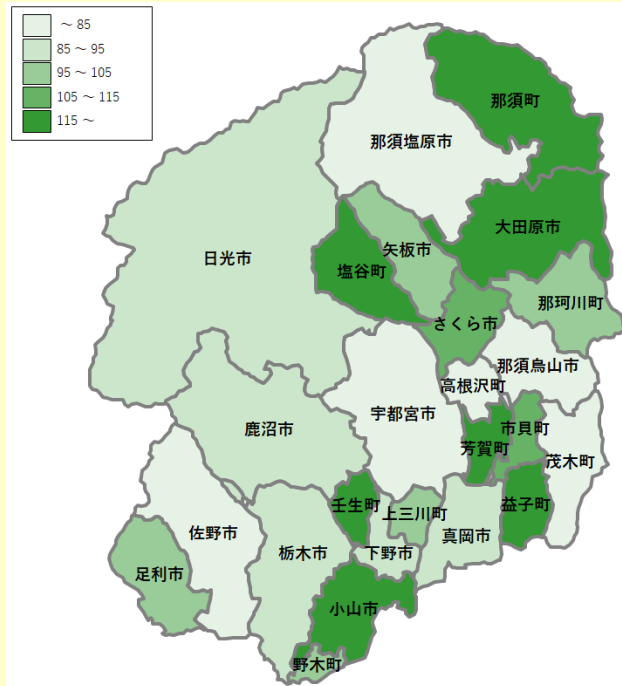 ～ 85
85 ～ 95
95 ～ 105
105 ～ 115
115 ～
那須町
那須塩原市
大田原市
矢板市
日光市
塩谷町
那珂川町
さくら市
那須烏山市
高根沢町
宇都宮市
鹿沼市
市貝町
芳賀町
茂木町
壬生町
益子町
上三川町
佐野市
真岡市
栃木市
下野市
足利市
小山市
野木町